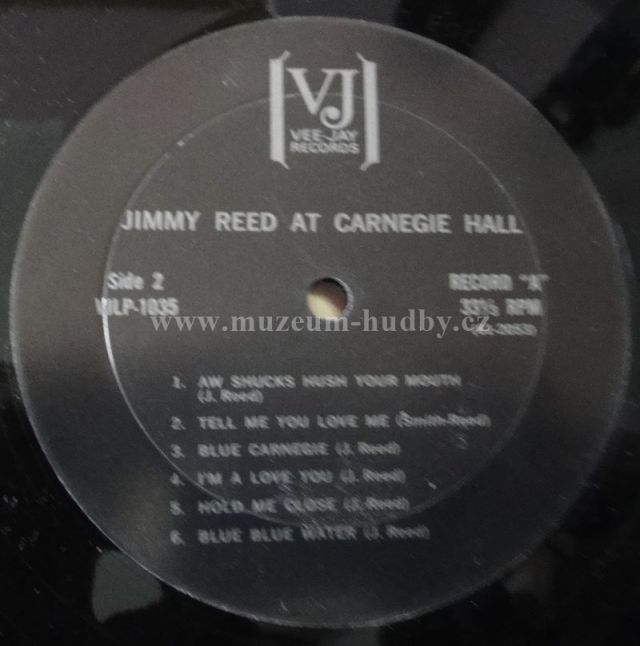 VJ
VEE-JAY
RECORDS
JIMMY REED AT CARNEGIE HALL
Side 2
VJLP-1035
RECORD "A"
33⅓ RPM
www.muzeum-hudby.cz
1. AW SHUCKS HUSH YOUR MOUTH
(J. Reed)
2. TELL ME YOU LOVE ME (Smith-Reed)
3. BLUE CARNEGIE (J. Reed)
4. I'M A LOVE YOU (J. Reed)
5. HOLD ME CLOSE (J. Reed)
6. BLUE BLUE WATER (J. Reed)